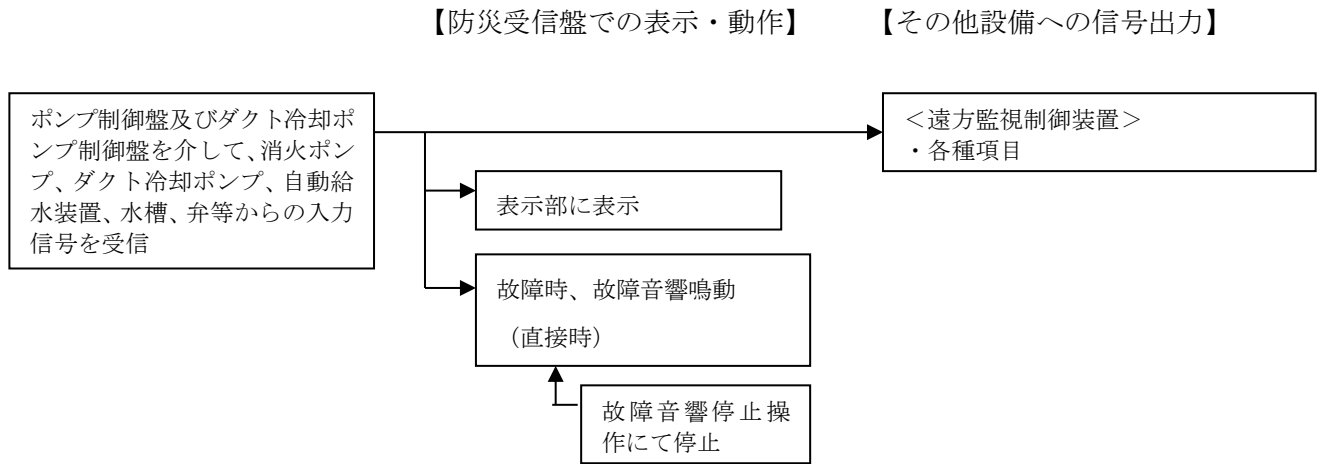 【防災受信盤での表示・動作】 【その他設備への信号出力】
ポンプ制御盤及びダクト冷却ポ
ンプ制御盤を介して、消火ポン
プ、ダクト冷却ポンプ、自動給
水装置、水槽、弁等からの入力
信号を受信
＜遠方監視制御装置＞
・各種項目
表示部に表示
故障時、故障音響鳴動
（直接時）
故障音響停止操
作にて停止